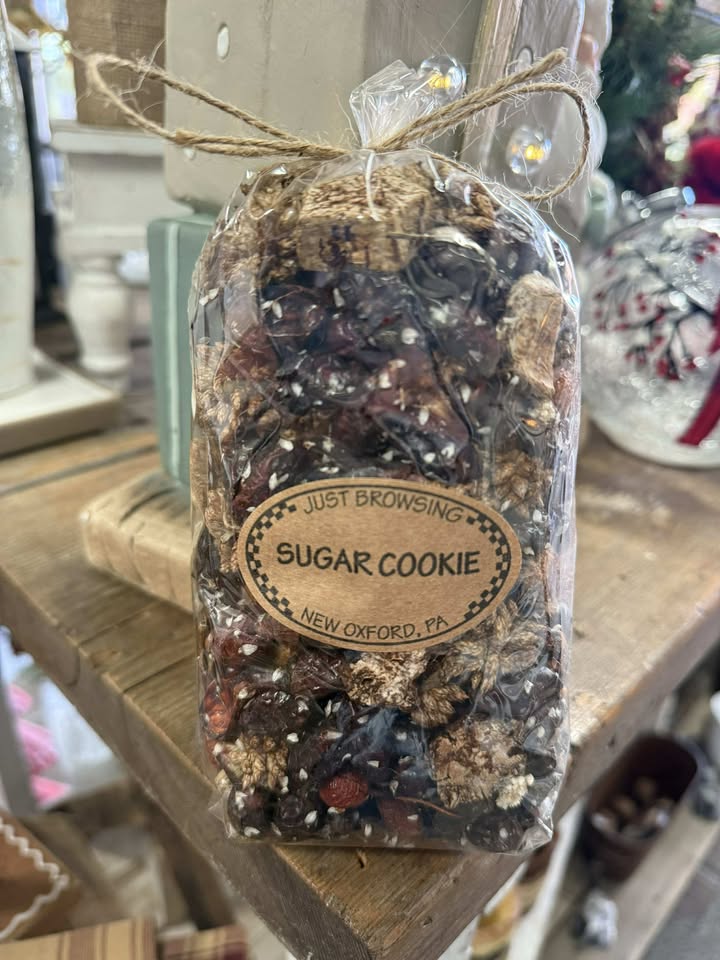 JUST BROWSING
SUGAR COOKIE
NEW OXFORD, PA